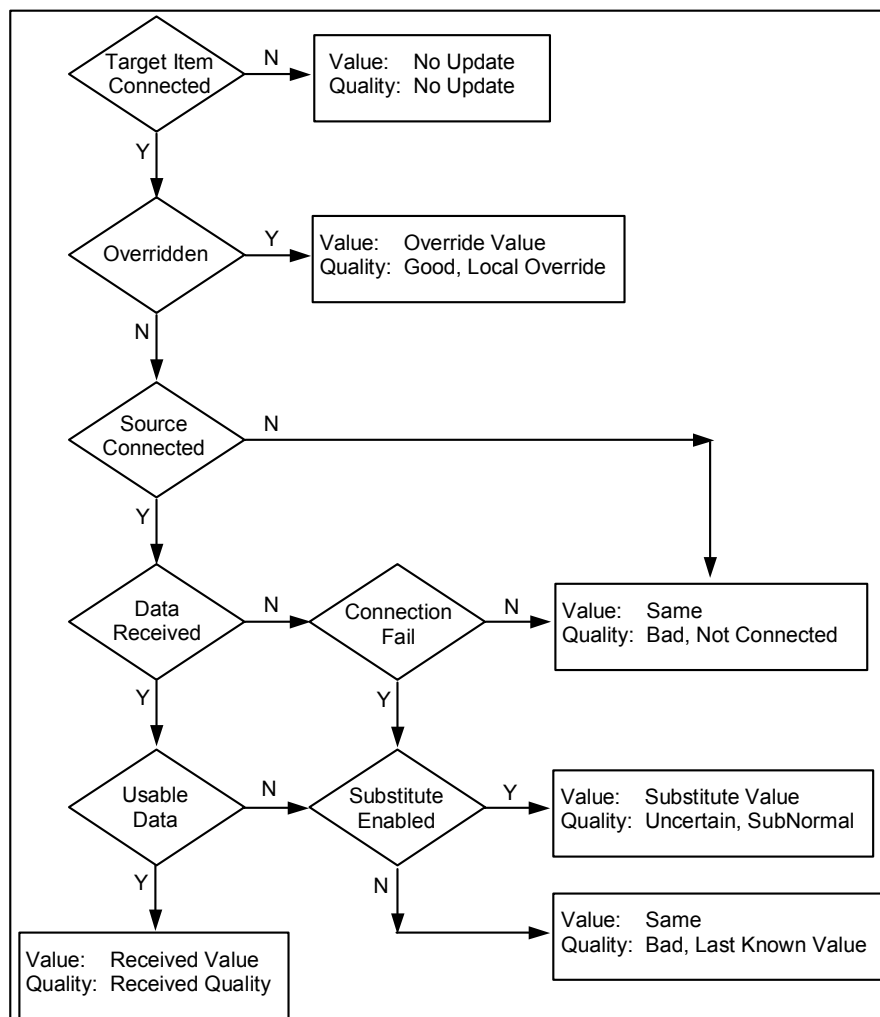 Target Item
Connected
N
Value: No Update
Quality: No Update
Y
Overridden
Y
Value: Override Value
Quality: Good, Local Override
N
Source
Connected
N
Y
Data
Received
N
Connection
Fail
N
Value: Same
Quality: Bad, Not Connected
Y
Y
Usable
Data
N
Substitute
Enabled
Y
Value: Substitute Value
Quality: Uncertain, SubNormal
Y
N
Value: Same
Quality: Bad, Last Known Value
Value: Received Value
Quality: Received Quality